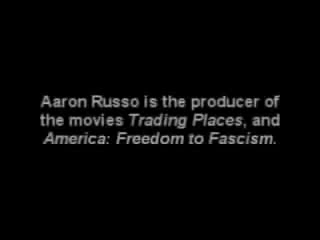 Aaron Russo is the producer of
the movies Trading Places, and
America: Freedom to Fascism.